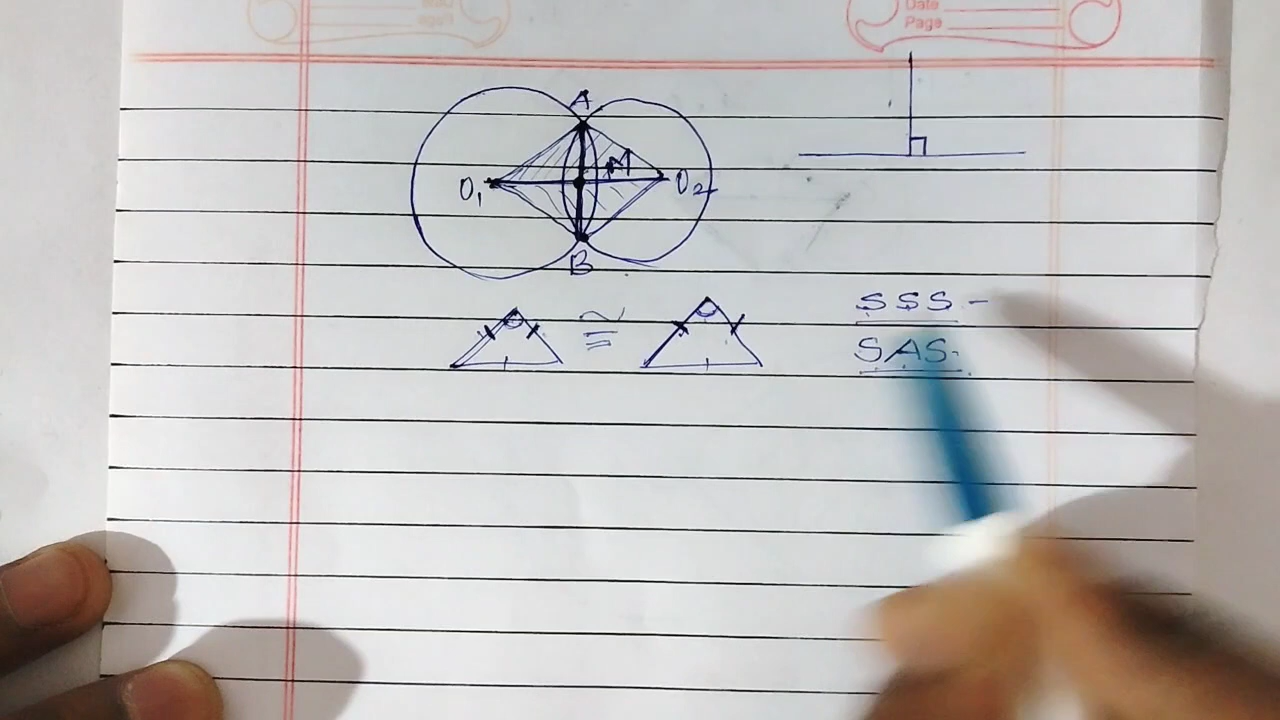 Date
Page
A
O₁ M O₂
B
≅
SSS -
SAS.